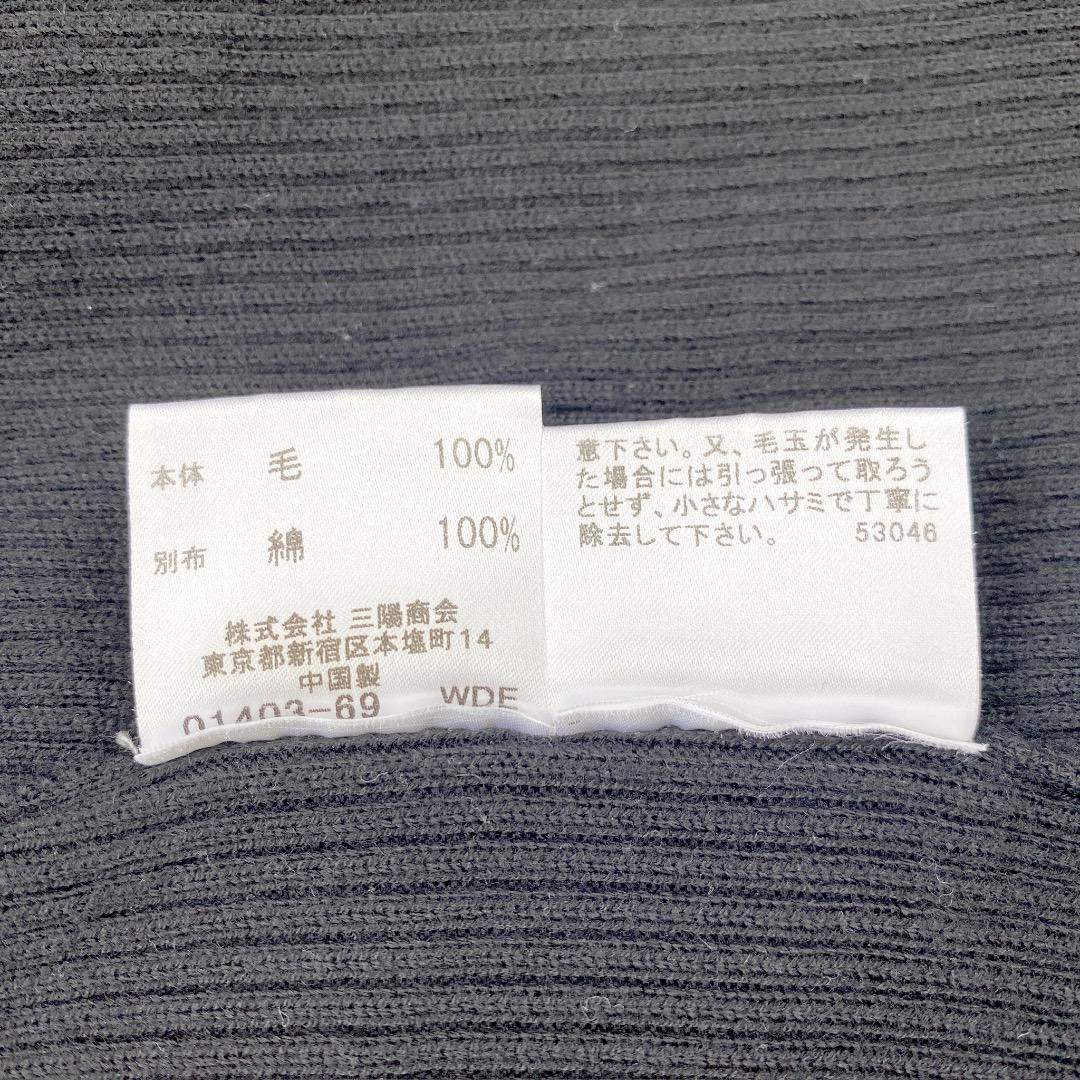 本体 毛 100%
別布 綿 100%
株式会社 三陽商会
東京都新宿区本塩町14
中国製
01403-69 WDE
意下さい。又、毛玉が発生し
た場合には引っ張って取ろう
とせず、小さなハサミで丁寧に
除去して下さい。 53046